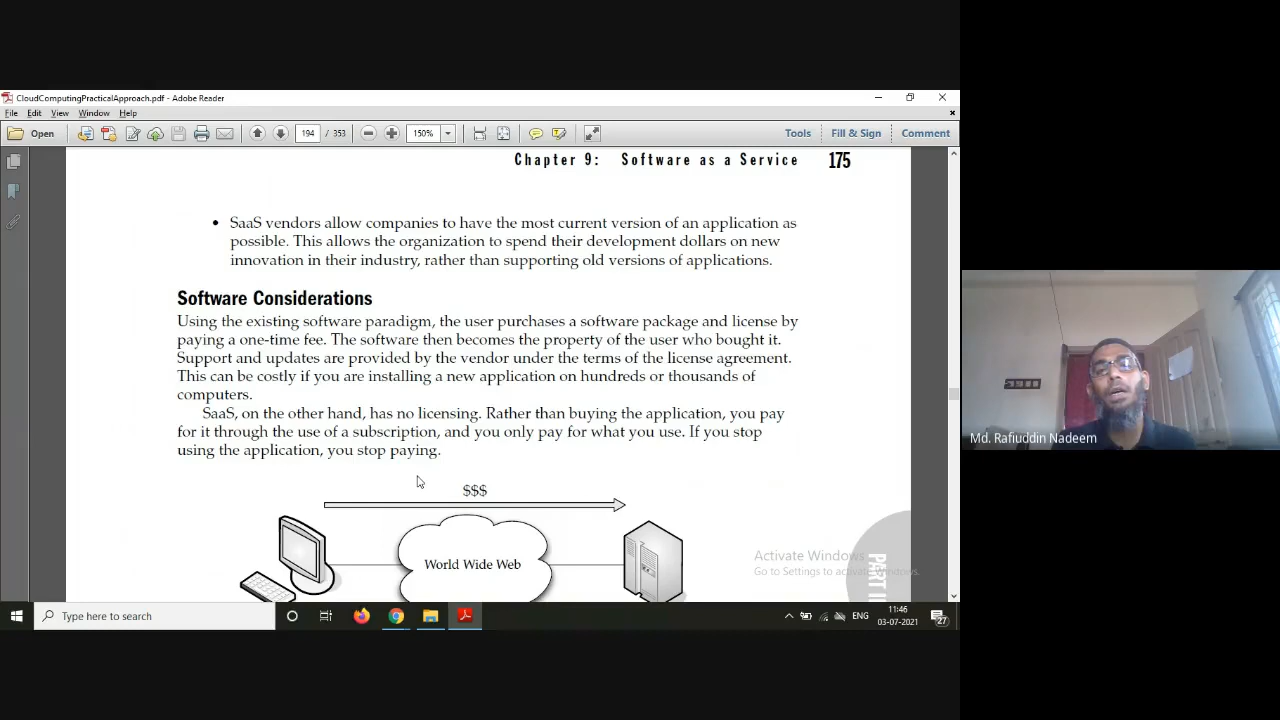 CloudComputingPracticalApproach.pdf - Adobe Reader
File Edit View Window Help
Open 194 / 353 150% Tools Fill & Sign Comment
Chapter 9: Software as a Service 175
• SaaS vendors allow companies to have the most current version of an application as
possible. This allows the organization to spend their development dollars on new
innovation in their industry, rather than supporting old versions of applications.
Software Considerations
Using the existing software paradigm, the user purchases a software package and license by
paying a one-time fee. The software then becomes the property of the user who bought it.
Support and updates are provided by the vendor under the terms of the license agreement.
This can be costly if you are installing a new application on hundreds or thousands of
computers.
SaaS, on the other hand, has no licensing. Rather than buying the application, you pay
for it through the use of a subscription, and you only pay for what you use. If you stop
using the application, you stop paying.
$$$
World Wide Web
PART II
Activate Windows
Go to Settings to activate Windows.
Md. Rafiuddin Nadeem
Type here to search
ENG
11:46
03-07-2021
27